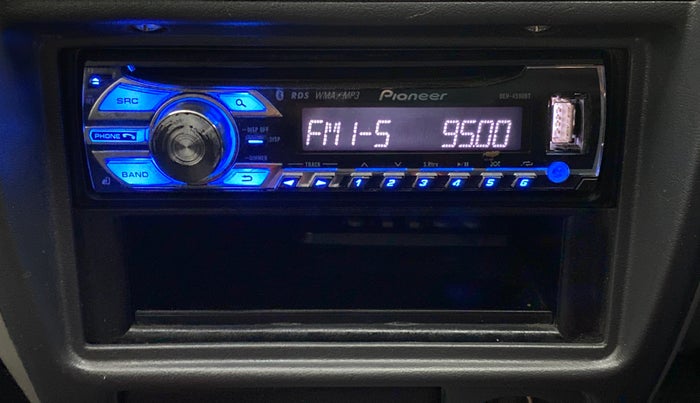 RDS WMA MP3 Pioneer
SRC
PHONE
DISP OFF
DISP
DIMMER
BAND
FM1-5 95.00
TRACK
1 2 3 4 5 6